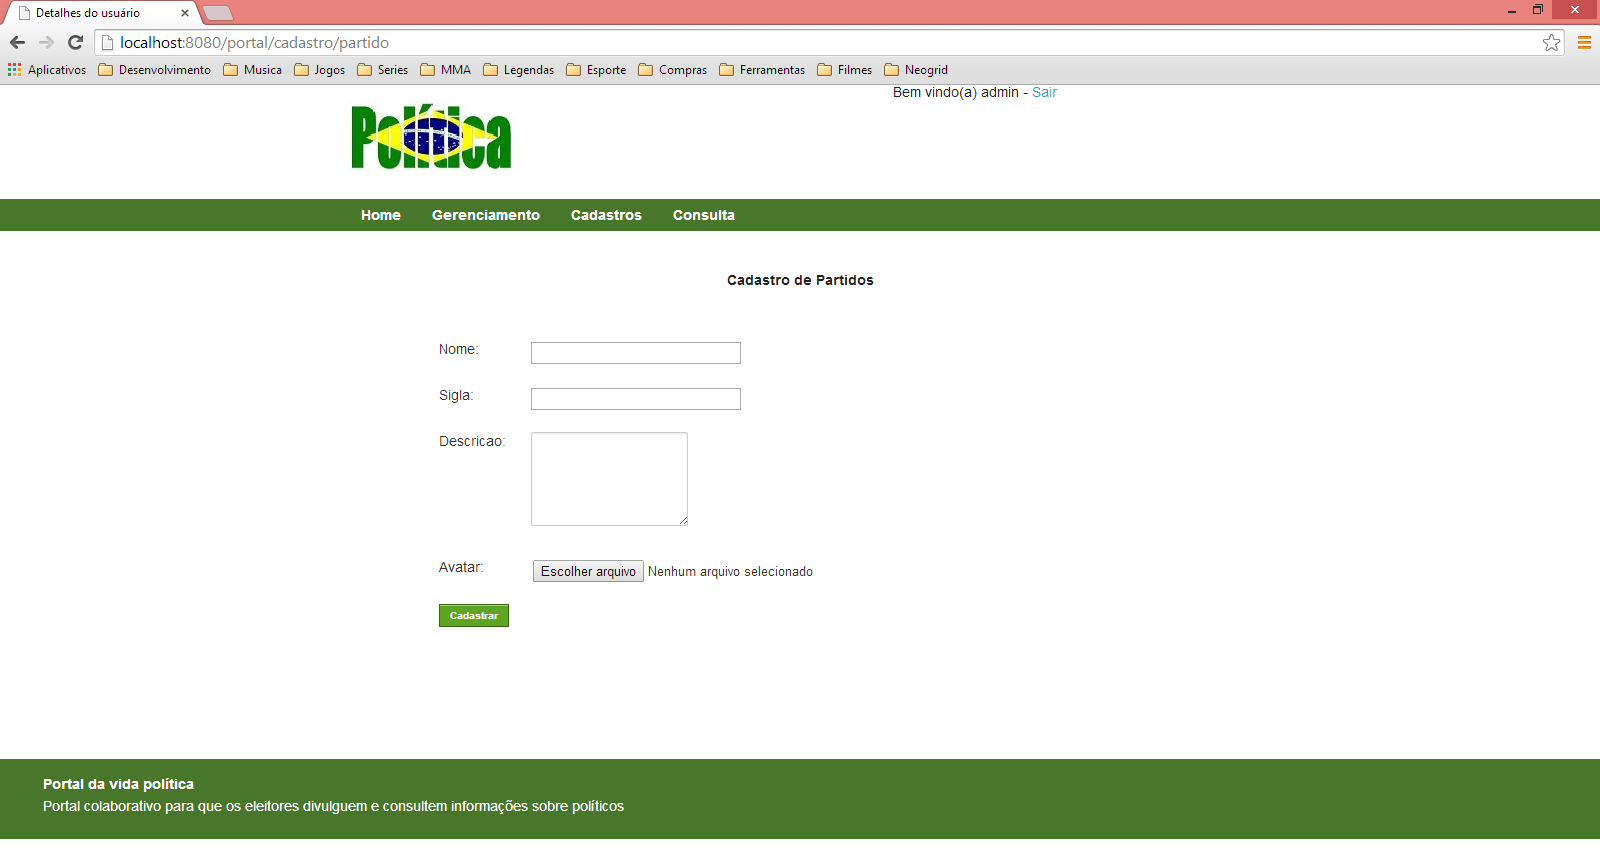 Detalhes do usuário
localhost:8080/portal/cadastro/partido
Aplicativos Desenvolvimento Musica Jogos Series MMA Legendas Esporte Compras Ferramentas Filmes Neogrid
Bem vindo(a) admin - Sair
Política
Home Gerenciamento Cadastros Consulta
Cadastro de Partidos
Nome:
Sigla:
Descricao:
Avatar: Escolher arquivo Nenhum arquivo selecionado
Cadastrar
Portal da vida política
Portal colaborativo para que os eleitores divulguem e consultem informações sobre políticos